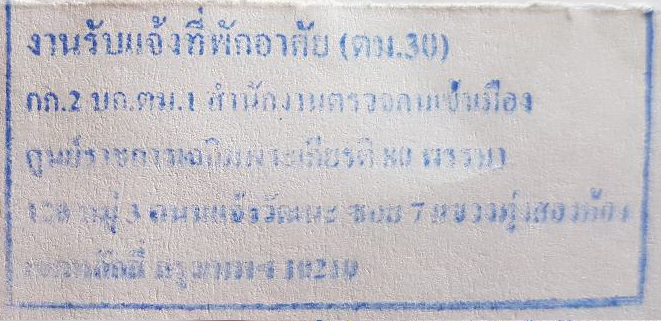 งานรับแจ้งที่พักอาศัย (ตม.30)
กก.2 บก.ตม.1 สำนักงานตรวจคนเข้าเมือง
ศูนย์ราชการเฉลิมพระเกียรติ 80 พรรษา
หมู่ 3 ถนนแจ้งวัฒนะ ซอย 7 แขวงทุ่งสองห้อง
เขตหลักสี่ กรุงเทพฯ 10210